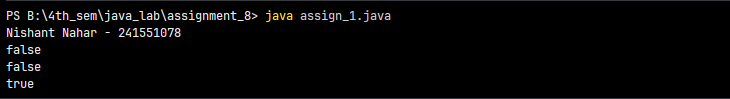 PS B:\4th_sem\java_lab\assignment_8> java assign_1.java
Nishant Nahar - 241551078
false
false
true